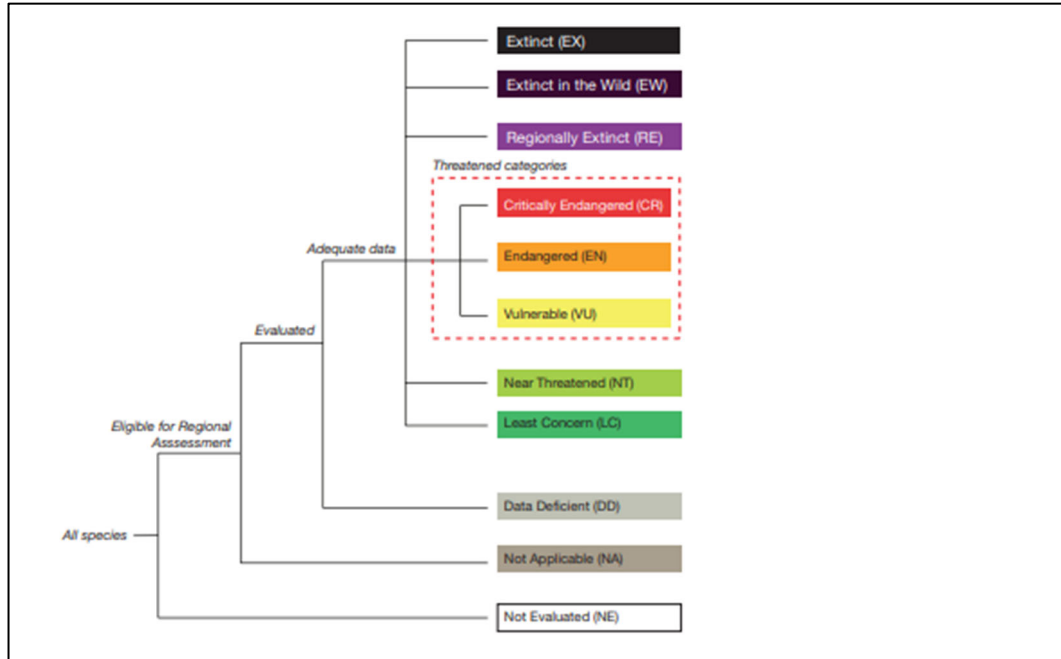 Extinct (EX)
Extinct in the Wild (EW)
Regionally Extinct (RE)
Threatened categories
Critically Endangered (CR)
Adequate data
Endangered (EN)
Vulnerable (VU)
Evaluated
Near Threatened (NT)
Least Concern (LC)
Eligible for Regional
Asssessment
Data Deficient (DD)
All species
Not Applicable (NA)
Not Evaluated (NE)